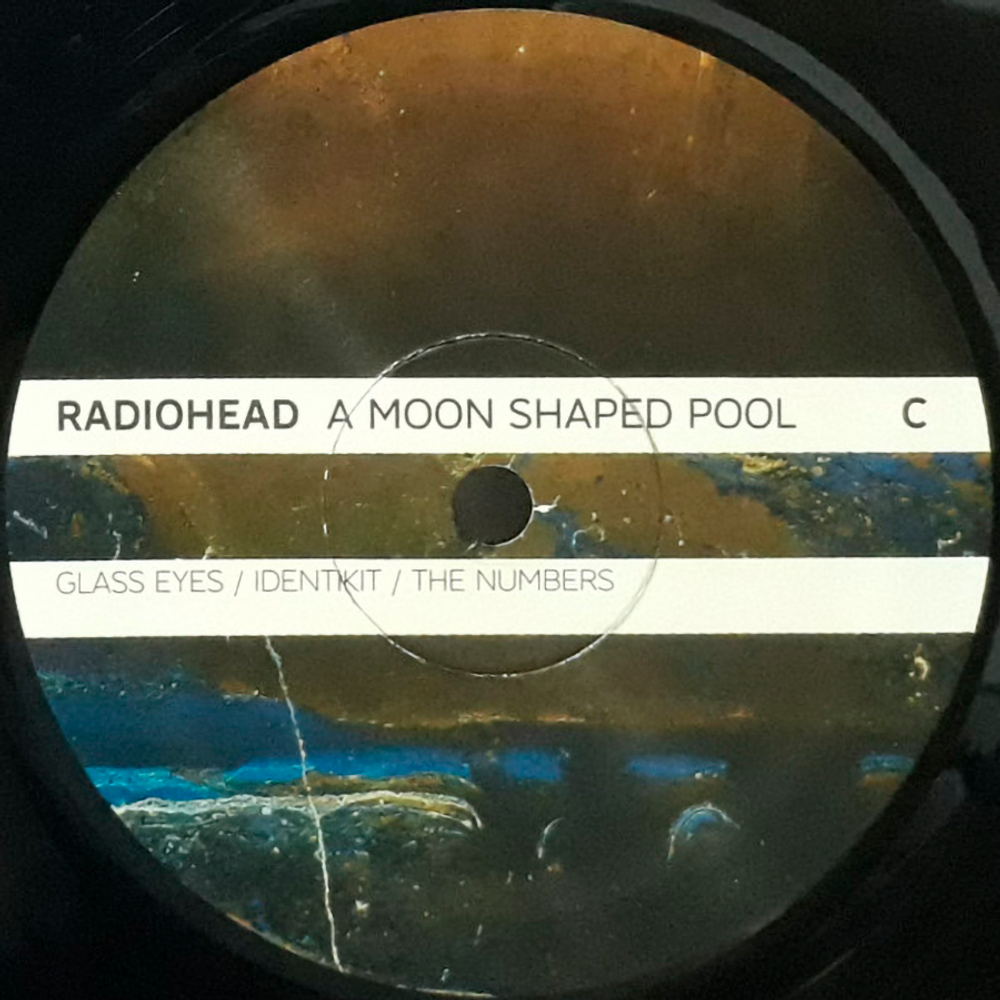 RADIOHEAD A MOON SHAPED POOL C
GLASS EYES / IDENTIKIT / THE NUMBERS